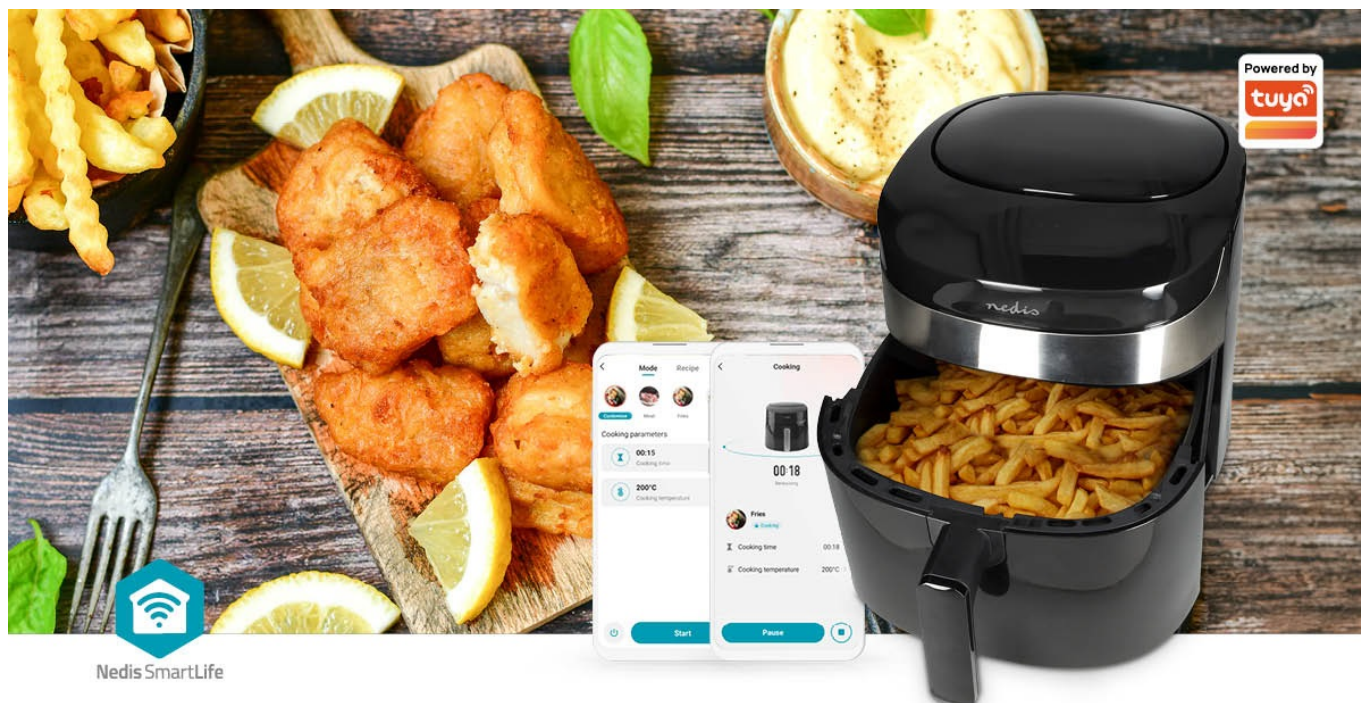 Powered by
tuya
nedis
Mode Recipe
Customize Meat Fries
Cooking parameters
00:15
Cooking time
200°C
Cooking temperature
Start
Cooking
00:18
Remaining
Fries
Cooking
Cooking time 00:18
Cooking temperature 200°C
Pause
Nedis SmartLife